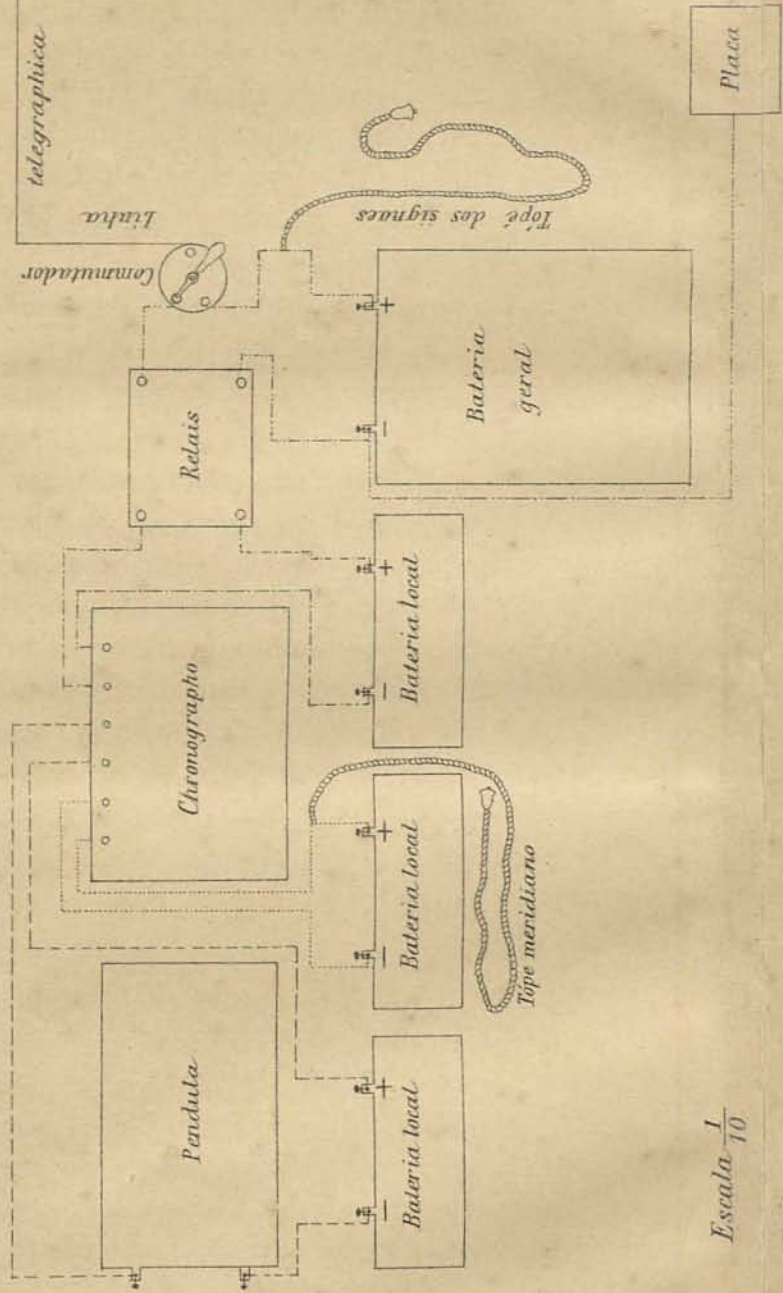 telegraphica
Linha
Commutador
Tópe dos signaes
Placa
Relais
Bateria
geral
+
−
Chronographo
Bateria local
+
−
Bateria local
+
−
Tópe meridiano
Pendula
Bateria local
+
−
Escala 1/10